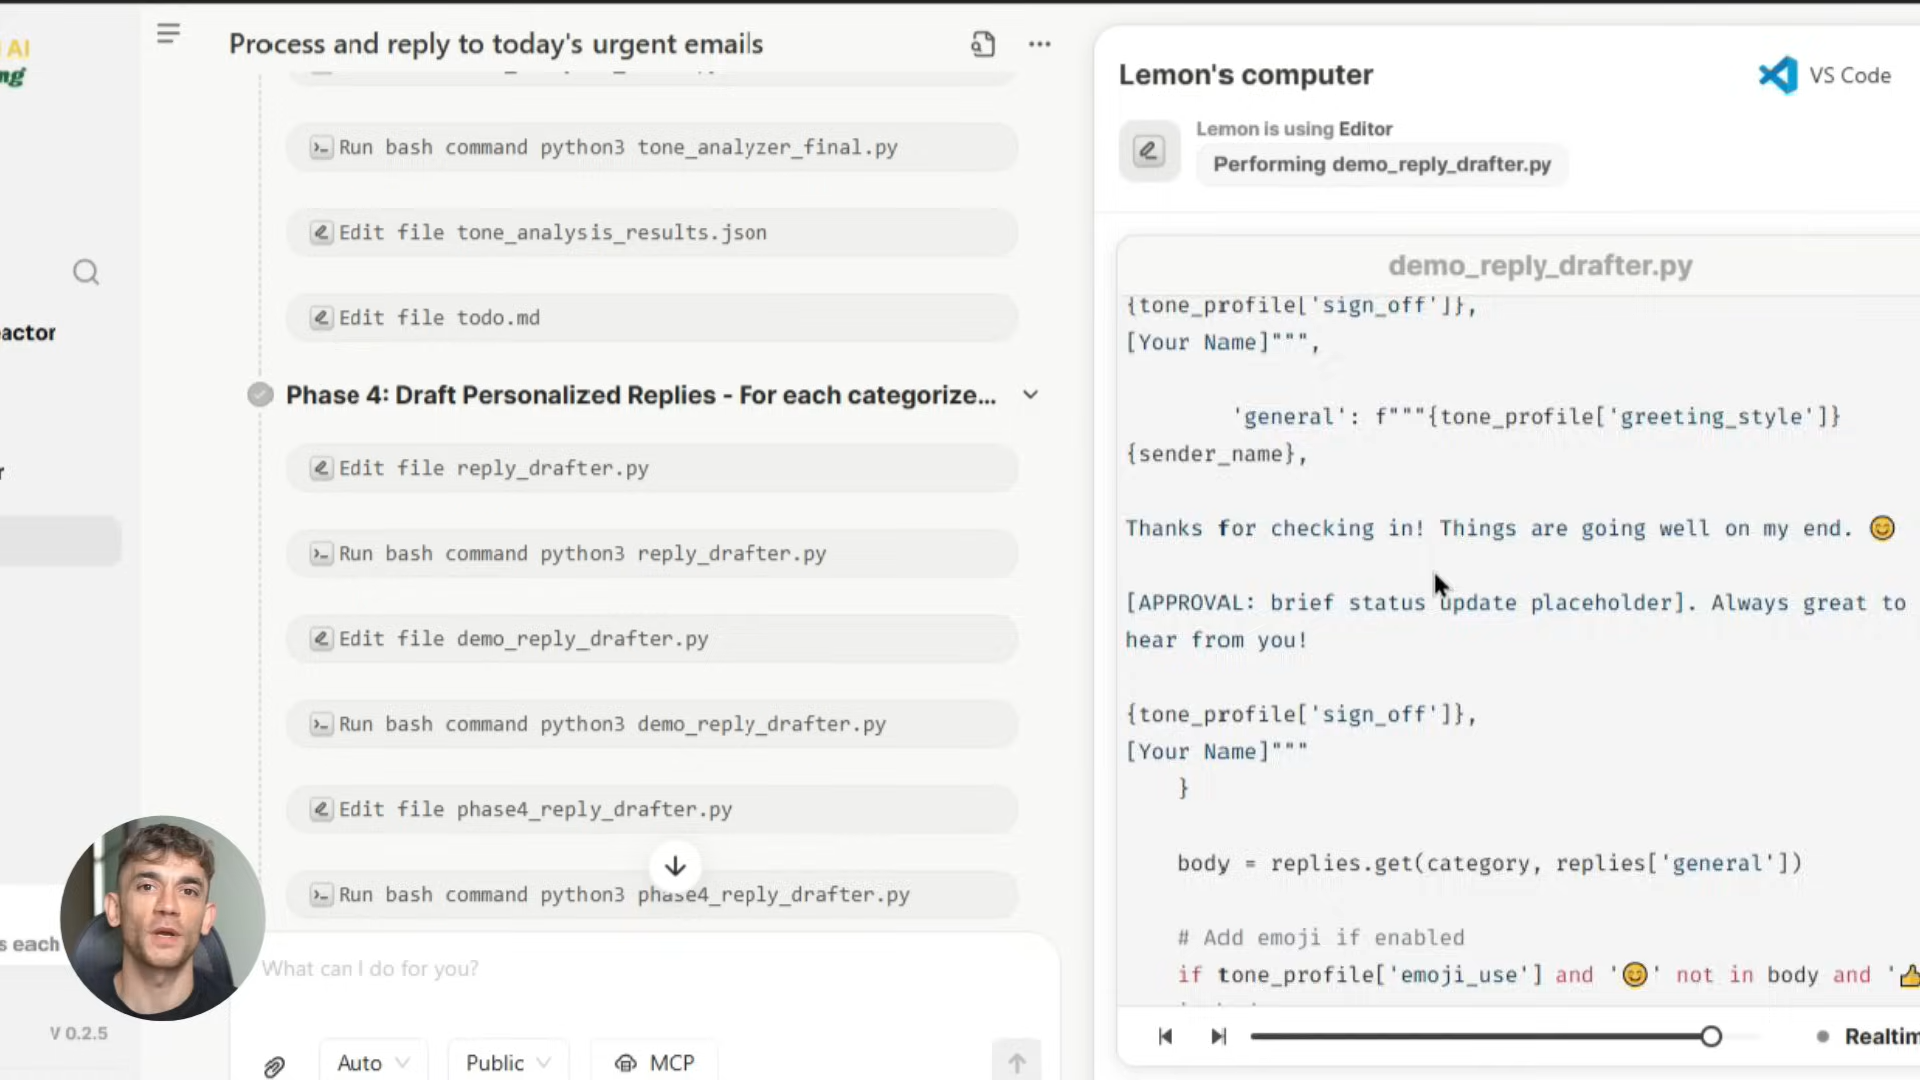 AI
ng
actor
r
s each
V 0.2.5
Process and reply to today's urgent emails
Run bash command python3 tone_analyzer_final.py
Edit file tone_analysis_results.json
Edit file todo.md
Phase 4: Draft Personalized Replies - For each categorize...
Edit file reply_drafter.py
Run bash command python3 reply_drafter.py
Edit file demo_reply_drafter.py
Run bash command python3 demo_reply_drafter.py
Edit file phase4_reply_drafter.py
Run bash command python3 phase4_reply_drafter.py
What can I do for you?
Auto
Public
MCP
Lemon's computer
VS Code
Lemon is using Editor
Performing demo_reply_drafter.py
demo_reply_drafter.py
{tone_profile['sign_off']},
[Your Name]""",
'general': f"""{tone_profile['greeting_style']}
{sender_name},
Thanks for checking in! Things are going well on my end. 😊
[APPROVAL: brief status update placeholder]. Always great to
hear from you!
{tone_profile['sign_off']},
[Your Name]"""
}
body = replies.get(category, replies['general'])
# Add emoji if enabled
if tone_profile['emoji_use'] and '😊' not in body and '👍
Realtim